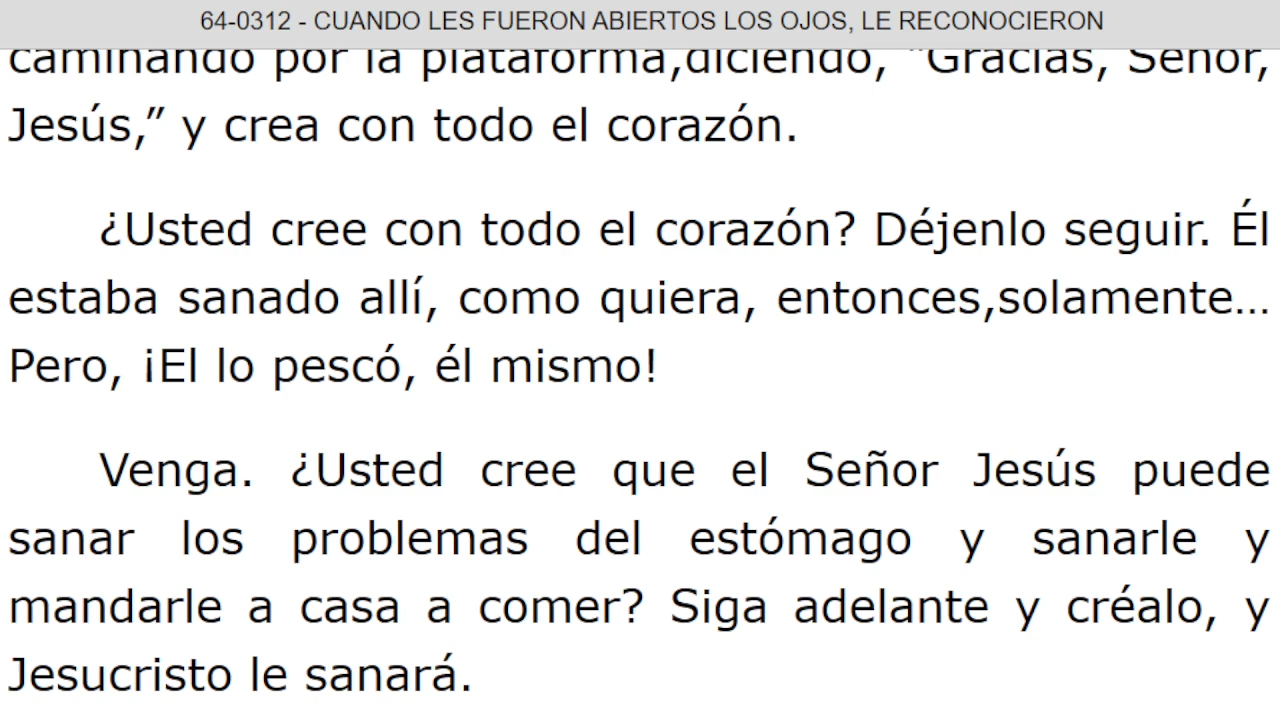 64-0312 - CUANDO LES FUERON ABIERTOS LOS OJOS, LE RECONOCIERON
caminando por la plataforma,diciendo, “Gracias, Señor,
Jesús,” y crea con todo el corazón.
¿Usted cree con todo el corazón? Déjenlo seguir. Él
estaba sanado allí, como quiera, entonces,solamente...
Pero, ¡El lo pescó, él mismo!
Venga. ¿Usted cree que el Señor Jesús puede
sanar los problemas del estómago y sanarle y
mandarle a casa a comer? Siga adelante y créalo, y
Jesucristo le sanará.